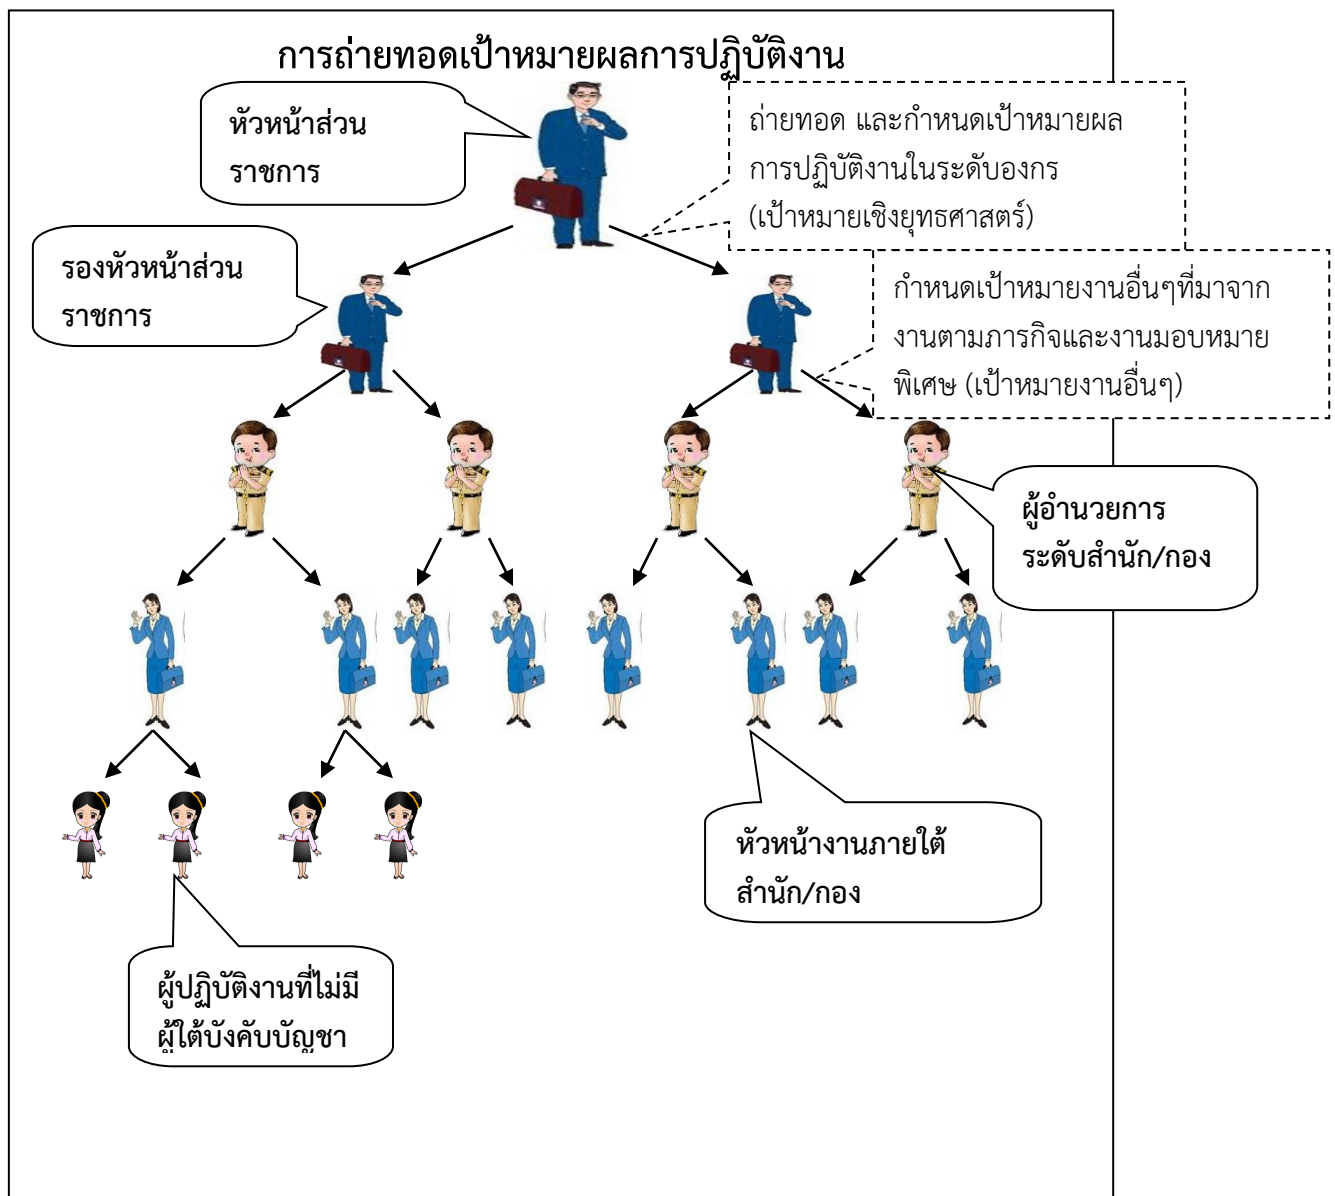 การถ่ายทอดเป้าหมายผลการปฏิบัติงาน
หัวหน้าส่วน
ราชการ
ถ่ายทอด และกำหนดเป้าหมายผล
การปฏิบัติงานในระดับองกร
(เป้าหมายเชิงยุทธศาสตร์)
รองหัวหน้าส่วน
ราชการ
กำหนดเป้าหมายงานอื่นๆที่มาจาก
งานตามภารกิจและงานมอบหมาย
พิเศษ (เป้าหมายงานอื่นๆ)
ผู้อำนวยการ
ระดับสำนัก/กอง
หัวหน้างานภายใต้
สำนัก/กอง
ผู้ปฏิบัติงานที่ไม่มี
ผู้ใต้บังคับบัญชา